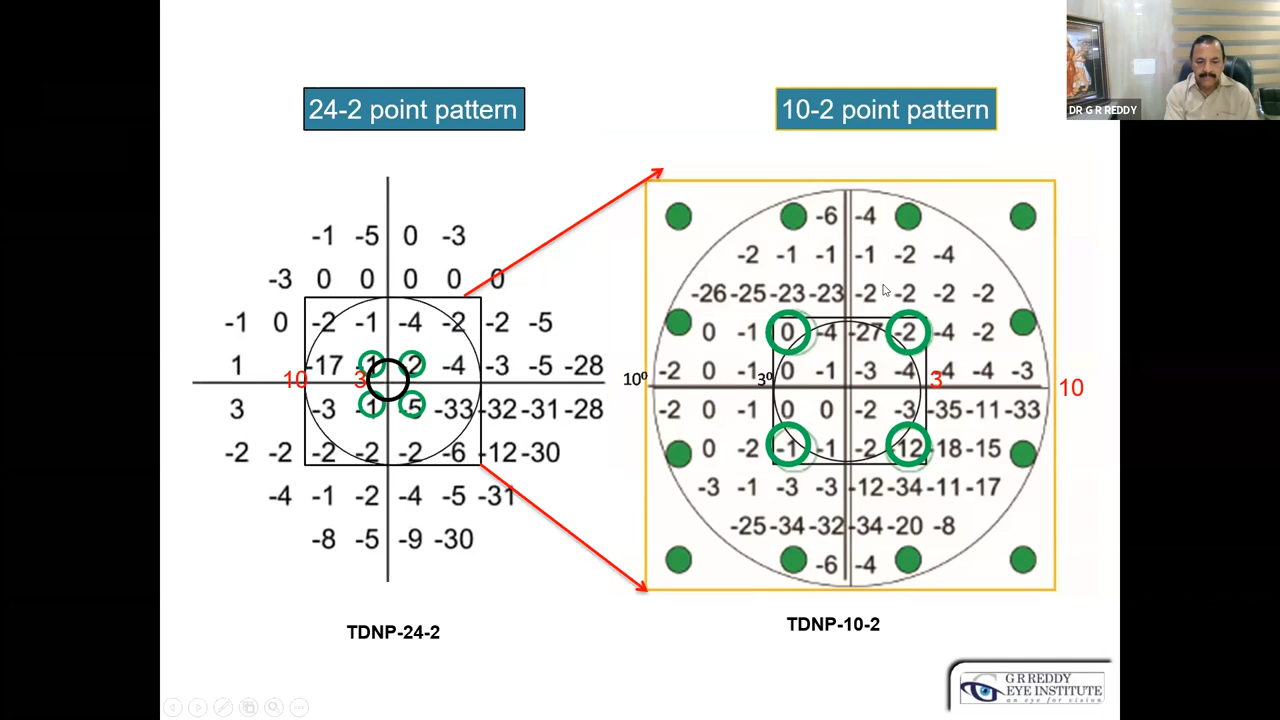 DR G R REDDY
24-2 point pattern
10-2 point pattern
-1 -5 0 -3
-3 0 0 0 0 0
-1 0 -2 -1 -4 -2 -2 -5
1 -17 -1 -2 -4 -3 -5 -28
10 3
3 -3 -1 -5 -33 -32 -31 -28
-2 -2 -2 -2 -2 -6 -12 -30
-4 -1 -2 -4 -5 -31
-8 -5 -9 -30
TDNP-24-2
-6 -4
-2 -1 -1 -1 -2 -4
-26 -25 -23 -23 -2 -2 -2 -2
0 -1 0 -4 -27 -2 -4 -2
-2 0 -1 0 -1 -3 -4 -4 -4 -3
10⁰ 3⁰ 3 10
-2 0 -1 0 0 -2 -3 -35 -11 -33
0 -2 -1 -1 -2 12 -18 -15
-3 -1 -3 -3 -12 -34 -11 -17
-25 -34 -32 -34 -20 -8
-6 -4
TDNP-10-2
G R REDDY
EYE INSTITUTE
an eye for vision